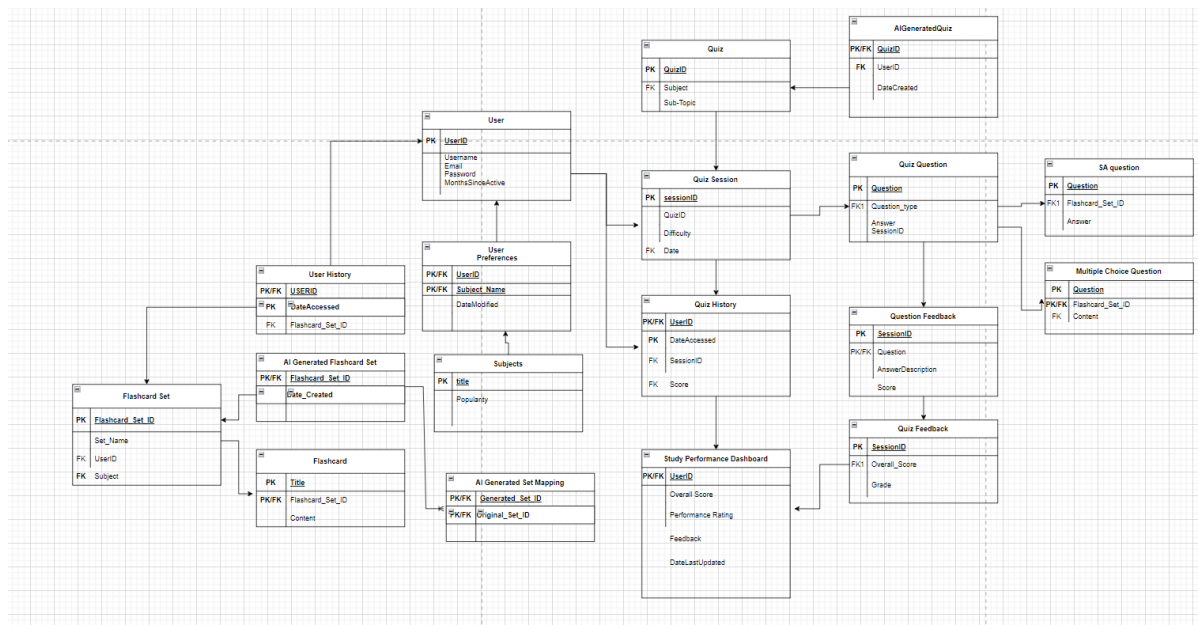 AIGeneratedQuiz
PK/FK QuizID
FK UserID
DateCreated
Quiz
PK QuizID
FK Subject
Sub-Topic
User
PK UserID
Username
Email
Password
MonthsSinceActive
Quiz Session
PK sessionID
QuizID
Difficulty
FK Date
Quiz Question
PK Question
FK1 Question_type
Answer
SessionID
SA question
PK Question
FK1 Flashcard_Set_ID
Answer
User
Preferences
PK/FK UserID
PK/FK Subject_Name
DateModified
User History
PK/FK USERID
PK DateAccessed
FK Flashcard_Set_ID
Multiple Choice Question
PK Question
PK/FK Flashcard_Set_ID
FK Content
Quiz History
PK/FK UserID
PK DateAccessed
FK SessionID
FK Score
Question Feedback
PK SessionID
PK/FK Question
AnswerDescription
Score
AI Generated Flashcard Set
PK/FK Flashcard_Set_ID
Date_Created
Subjects
PK title
Popularity
Flashcard Set
PK Flashcard_Set_ID
Set_Name
FK UserID
FK Subject
Quiz Feedback
PK SessionID
FK1 Overall_Score
Grade
Flashcard
PK Title
PK/FK Flashcard_Set_ID
Content
AI Generated Set Mapping
PK/FK Generated_Set_ID
PK/FK Original_Set_ID
Study Performance Dashboard
PK/FK UserID
Overall Score
Performance Rating
Feedback
DateLastUpdated